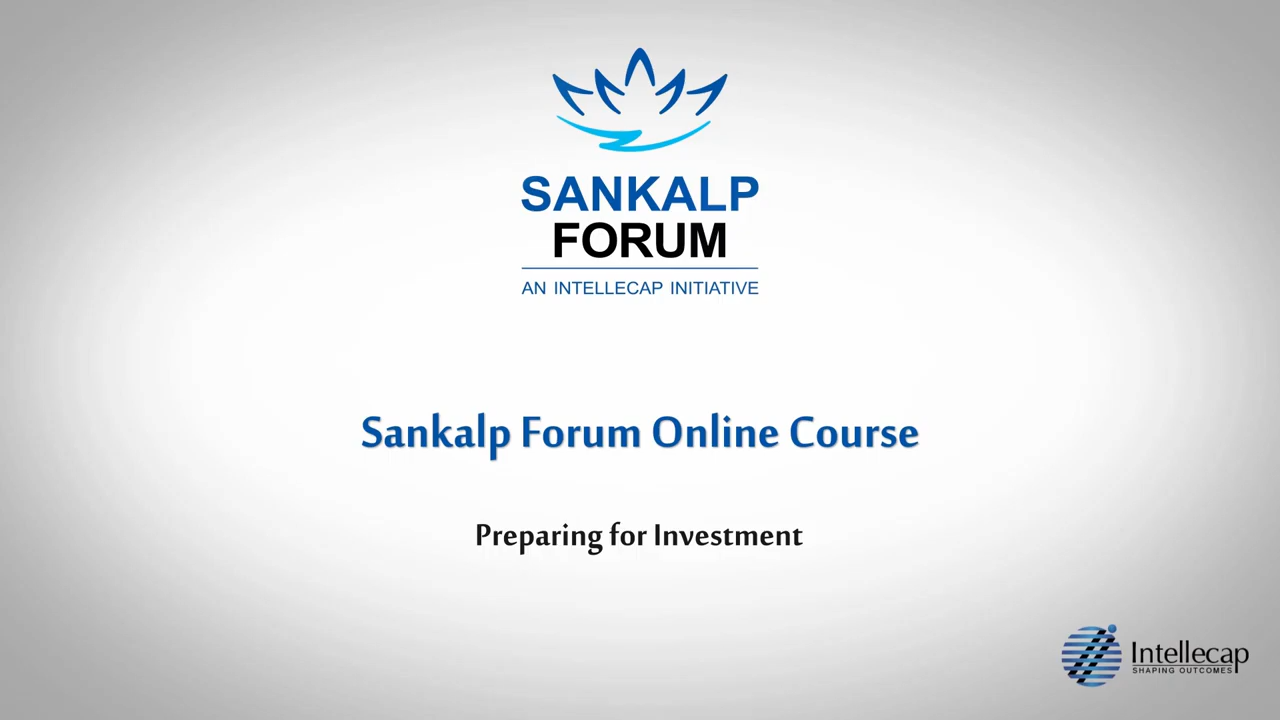 SANKALP
FORUM
AN INTELLECAP INITIATIVE
Sankalp Forum Online Course
Preparing for Investment
Intellecap
SHAPING OUTCOMES